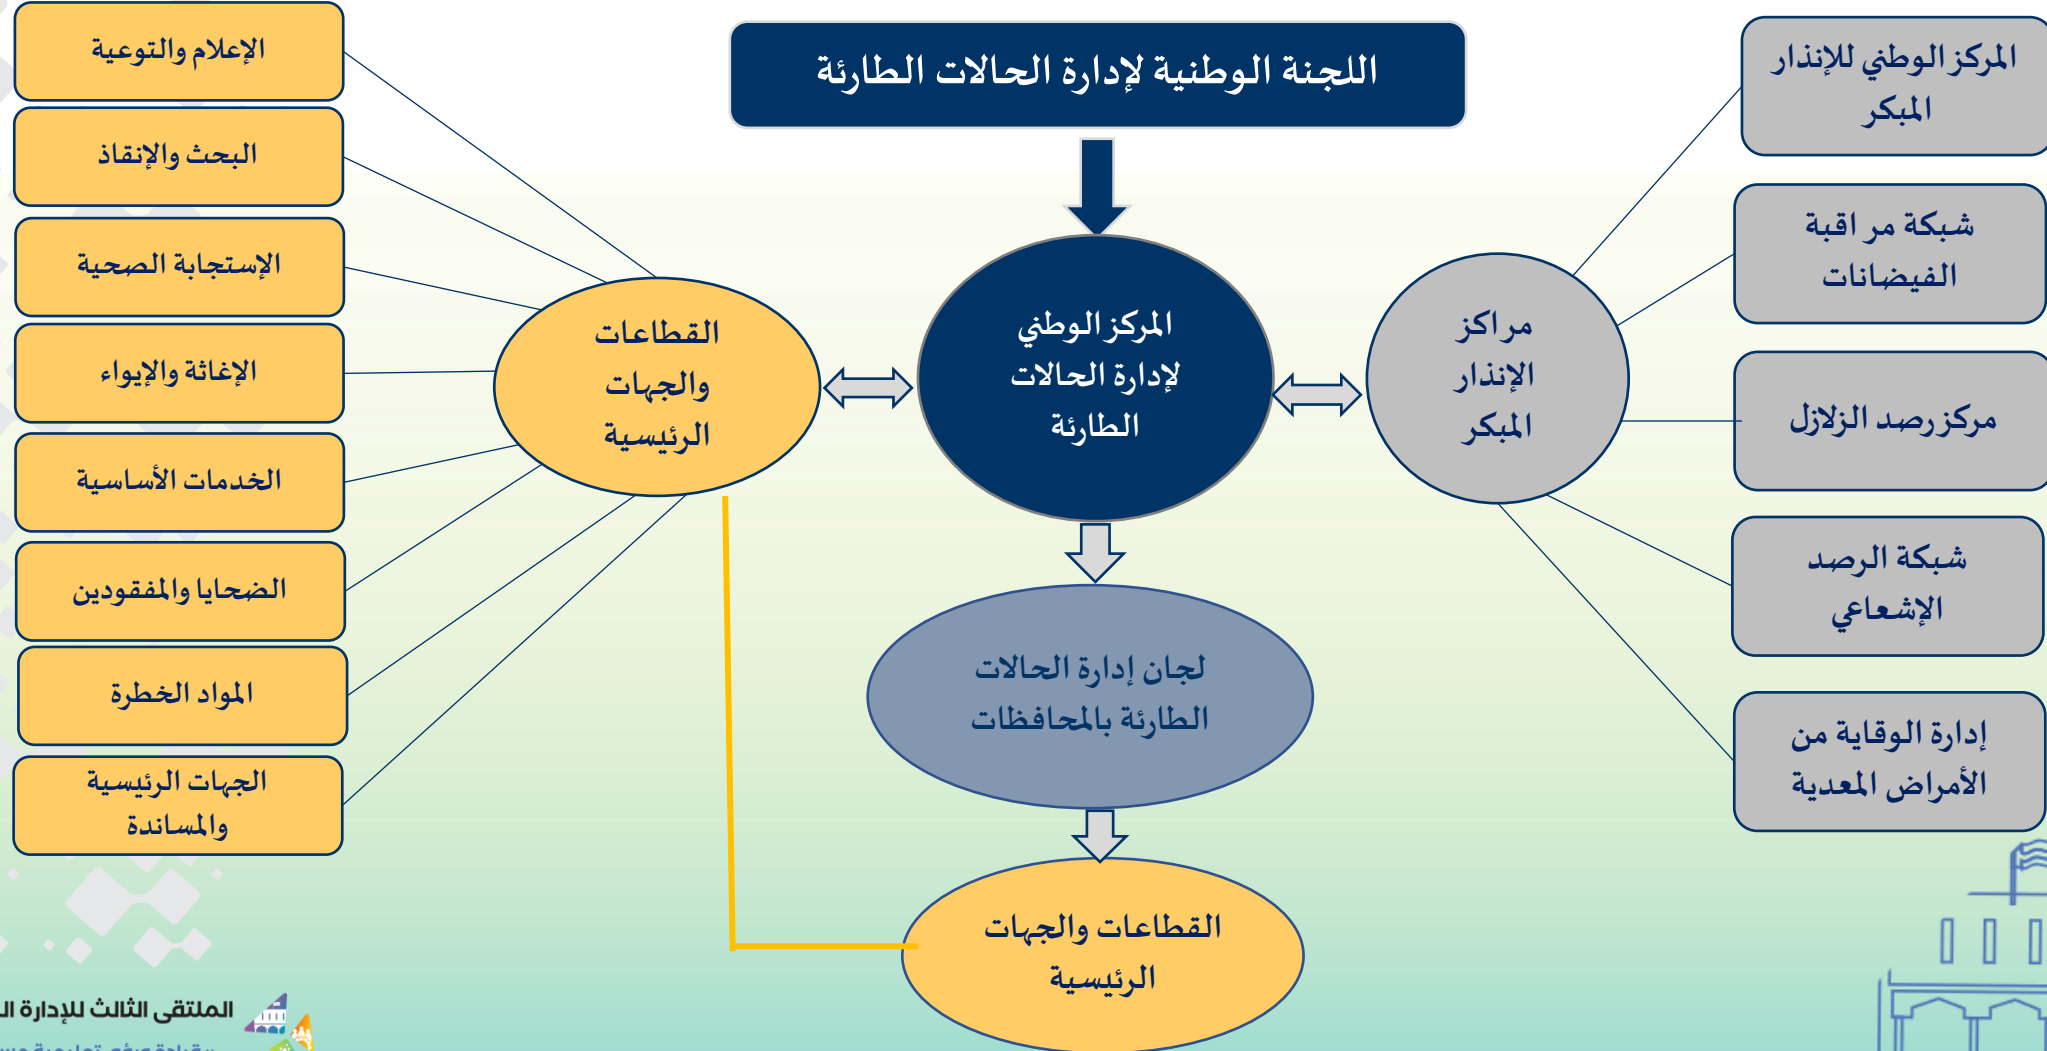 اللجنة الوطنية لإدارة الحالات الطارئة
المركز الوطني للإنذار
المبكر
شبكة مراقبة
الفيضانات
مركز رصد الزلازل
شبكة الرصد
الإشعاعي
إدارة الوقاية من
الأمراض المعدية
مراكز
الإنذار
المبكر
المركز الوطني
لإدارة الحالات
الطارئة
لجان إدارة الحالات
الطارئة بالمحافظات
القطاعات والجهات
الرئيسية
القطاعات
والجهات
الرئيسية
الإعلام والتوعية
البحث والإنقاذ
الإستجابة الصحية
الإغاثة والإيواء
الخدمات الأساسية
الضحايا والمفقودين
المواد الخطرة
الجهات الرئيسية
والمساندة
الملتقى الثالث للإدارة